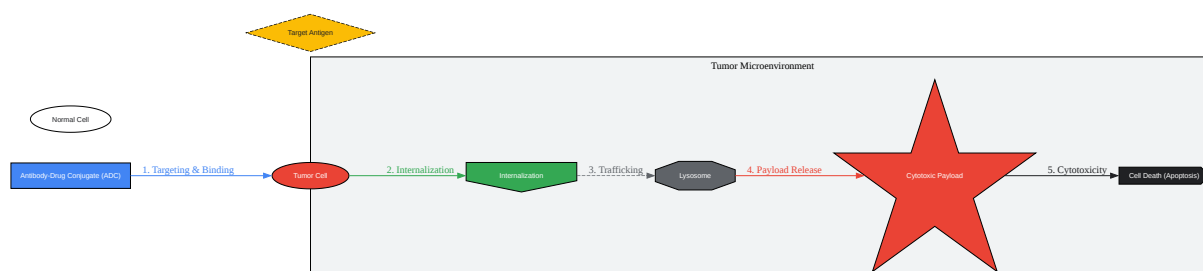 Target Antigen
Tumor Microenvironment
Normal Cell
Antibody-Drug Conjugate (ADC)
1. Targeting & Binding
Tumor Cell
2. Internalization
Internalization
3. Trafficking
Lysosome
4. Payload Release
Cytotoxic Payload
5. Cytotoxicity
Cell Death (Apoptosis)